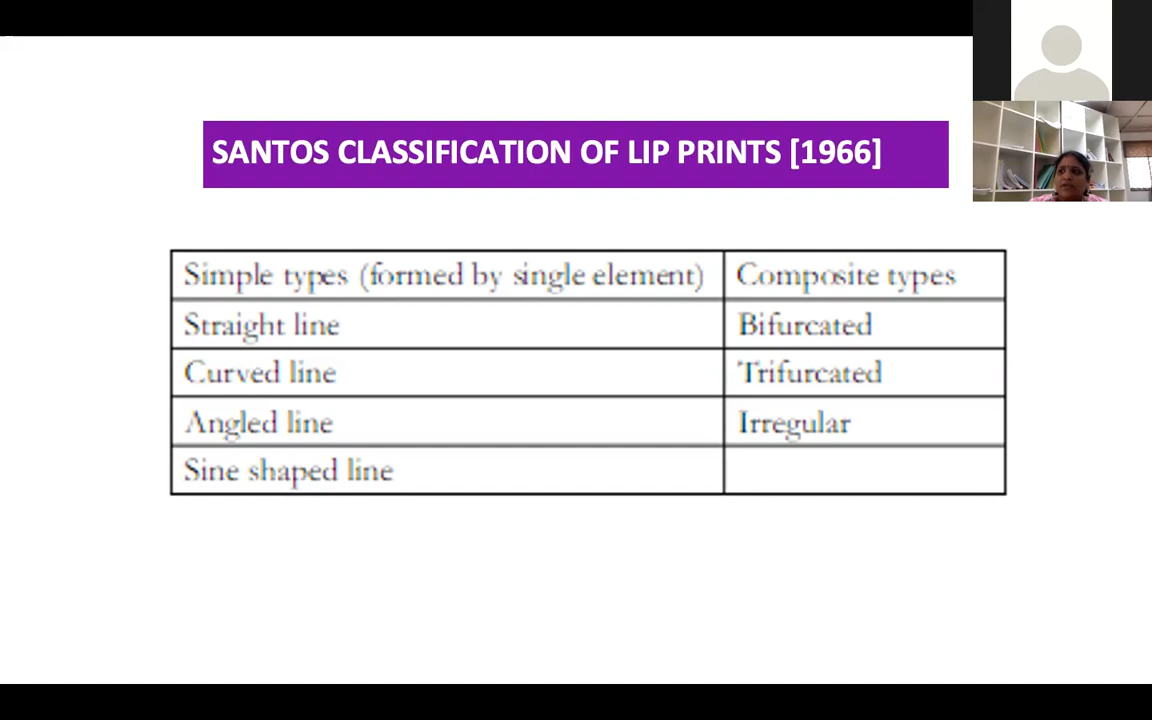 SANTOS CLASSIFICATION OF LIP PRINTS [1966]
Simple types (formed by single element) Composite types
Straight line Bifurcated
Curved line Trifurcated
Angled line Irregular
Sine shaped line